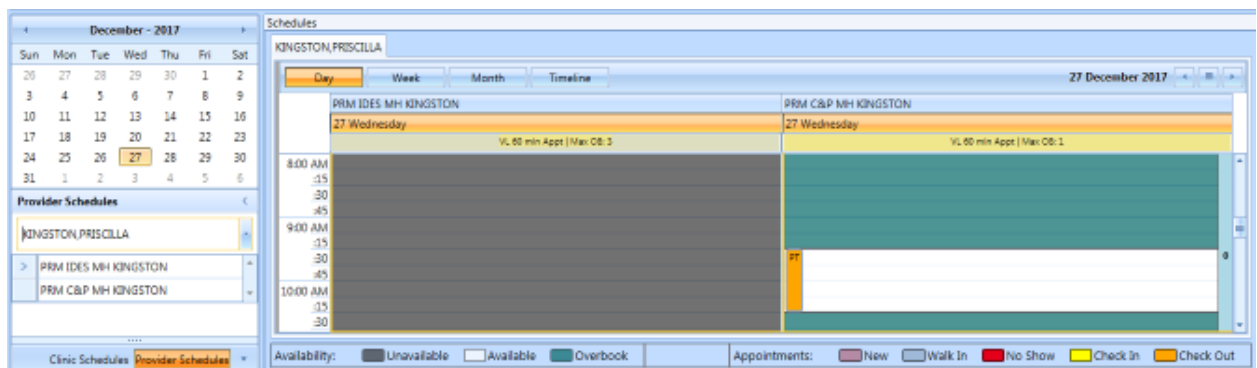 December - 2017
Sun Mon Tue Wed Thu Fri Sat
26 27 28 29 30 1 2
3 4 5 6 7 8 9
10 11 12 13 14 15 16
17 18 19 20 21 22 23
24 25 26 27 28 29 30
31 1 2 3 4 5 6
Provider Schedules
KINGSTON,PRISCILLA
PRM IDES MH KINGSTON
PRM C&P MH KINGSTON
Clinic Schedules Provider Schedules
Schedules
KINGSTON,PRISCILLA
Day Week Month Timeline 27 December 2017
PRM IDES MH KINGSTON PRM C&P MH KINGSTON
27 Wednesday 27 Wednesday
VL 60 min Appt | Max OB: 3 VL 60 min Appt | Max OB: 1
8:00 AM
:15
:30
:45
9:00 AM
:15
:30 PT 0
:45
10:00 AM
:15
:30
Availability: Unavailable Available Overbook Appointments: New Walk In No Show Check In Check Out